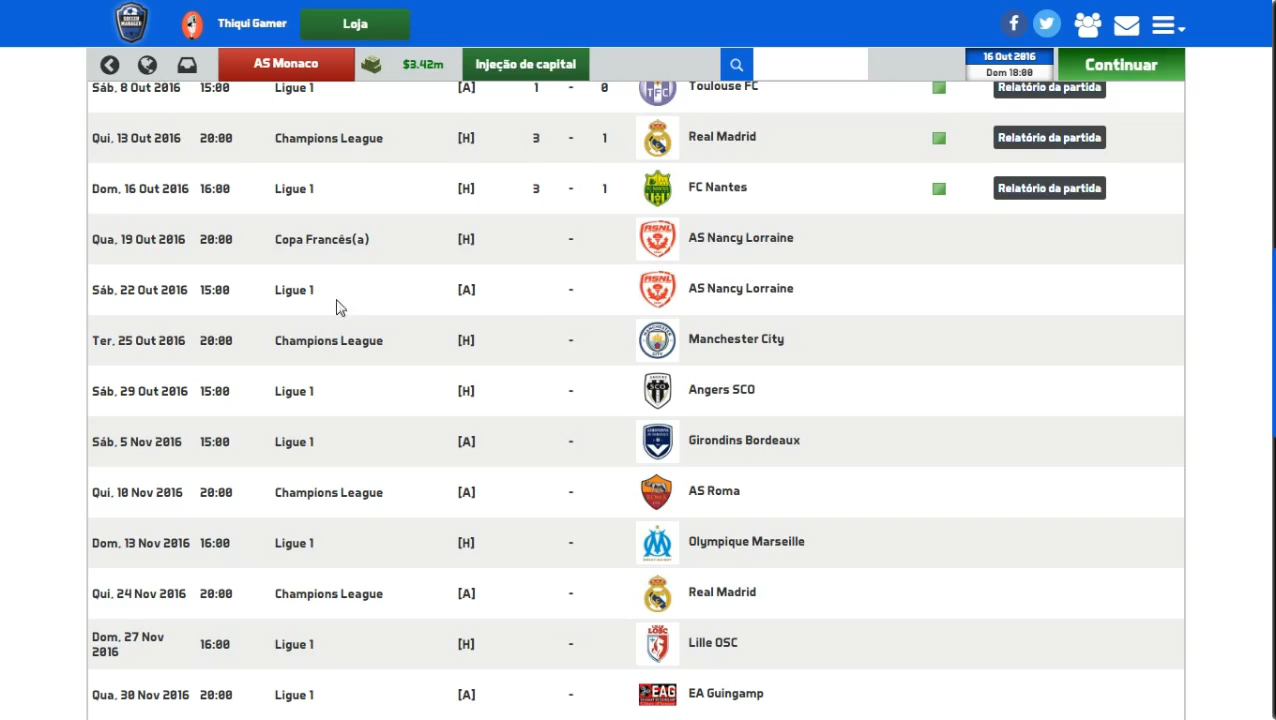 SOCCER MANAGER Thiqui Gamer Loja
AS Monaco $3.42m Injeção de capital 16 Out 2016 Continuar
Dom 18:00
Sáb, 8 Out 2016 15:00 Ligue 1 [A] 1 - 0 TFC Toulouse FC Relatório da partida
Qui, 13 Out 2016 20:00 Champions League [H] 3 - 1 Real Madrid Relatório da partida
Dom, 16 Out 2016 16:00 Ligue 1 [H] 3 - 1 FC Nantes Relatório da partida
Qua, 19 Out 2016 20:00 Copa Francês(a) [H] - ASNL AS Nancy Lorraine
Sáb, 22 Out 2016 15:00 Ligue 1 [A] - ASNL AS Nancy Lorraine
Ter, 25 Out 2016 20:00 Champions League [H] - Manchester City
Sáb, 29 Out 2016 15:00 Ligue 1 [H] - SCO Angers SCO
Sáb, 5 Nov 2016 15:00 Ligue 1 [A] - Girondins Bordeaux
Qui, 10 Nov 2016 20:00 Champions League [A] - AS Roma
Dom, 13 Nov 2016 16:00 Ligue 1 [H] - Olympique Marseille
Qui, 24 Nov 2016 20:00 Champions League [A] - Real Madrid
Dom, 27 Nov 2016 16:00 Ligue 1 [H] - LOSC Lille OSC
Qua, 30 Nov 2016 20:00 Ligue 1 [A] - EAG EA Guingamp